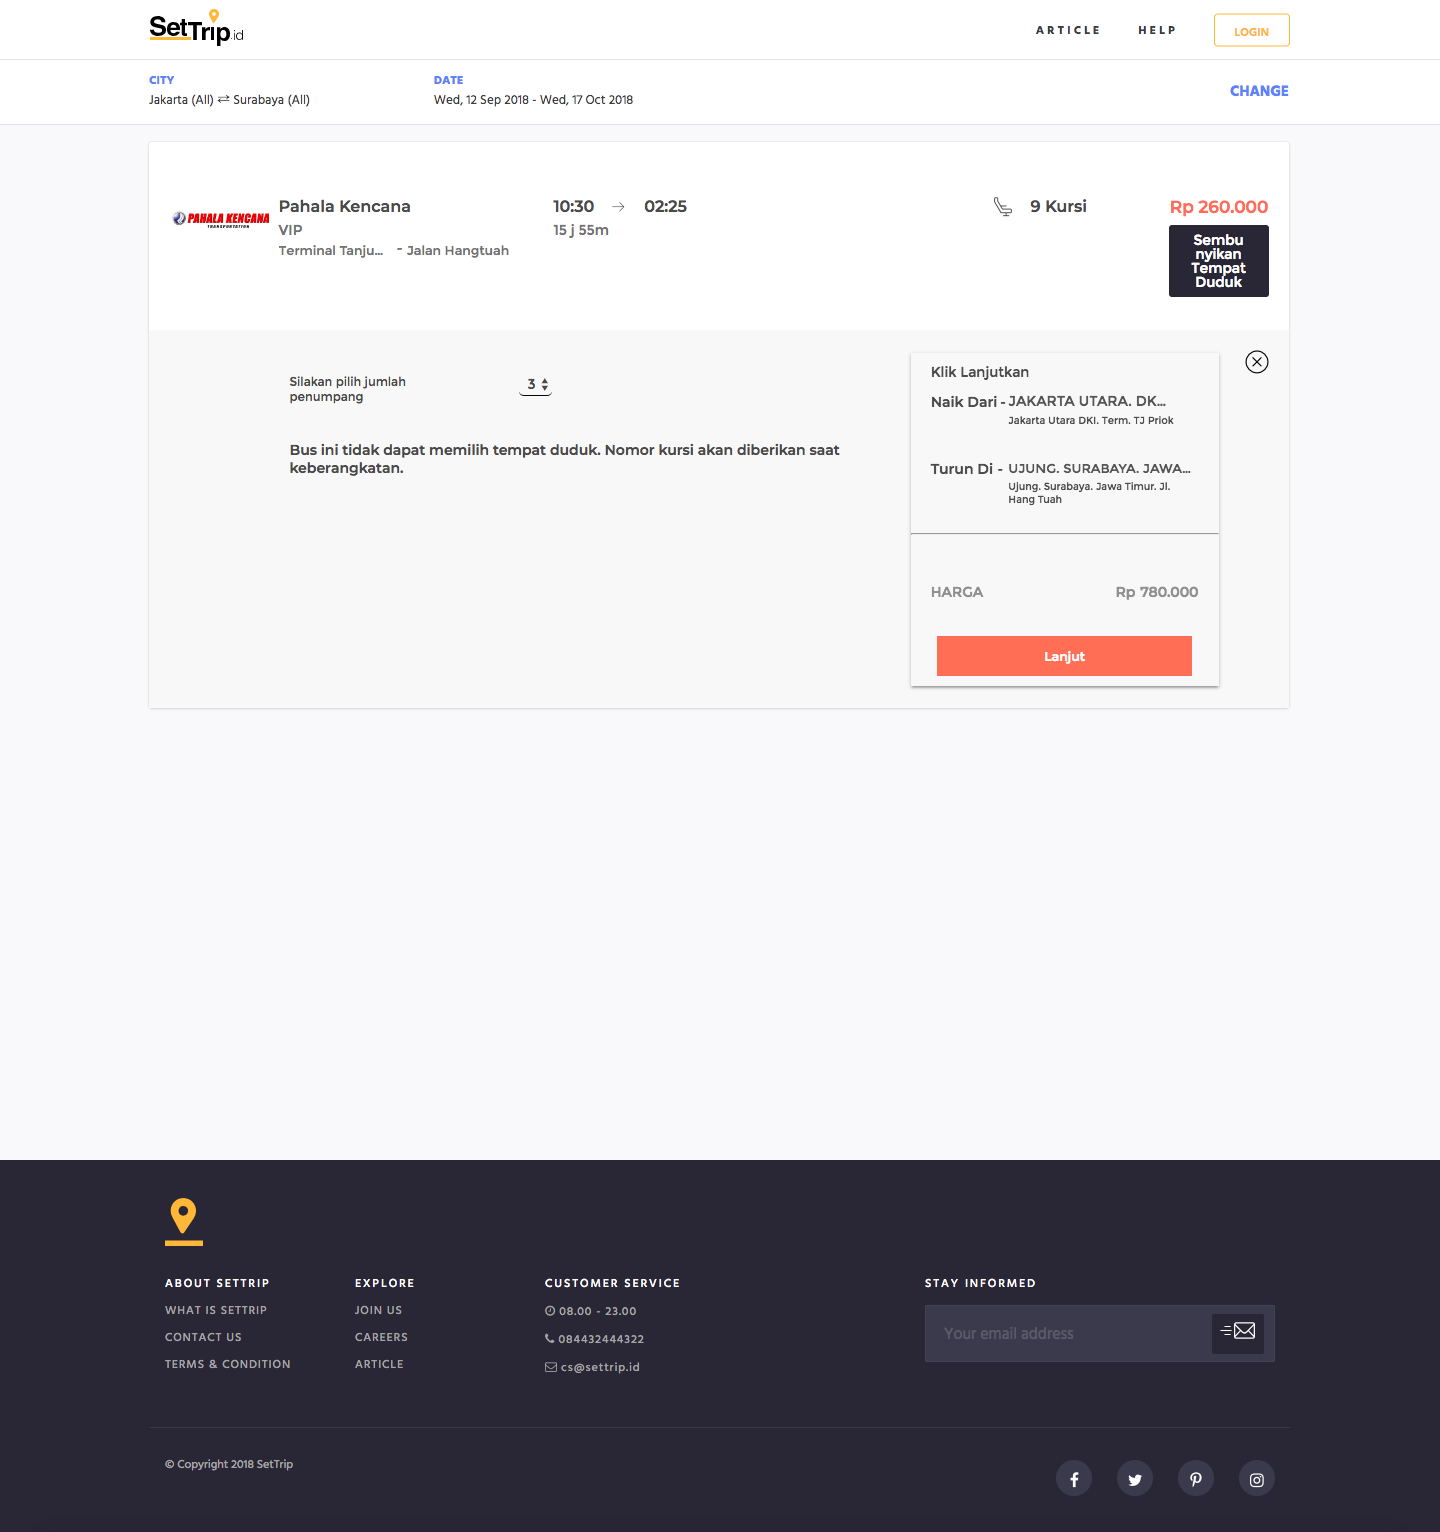 SetTrip.id
ARTICLE HELP LOGIN
CITY DATE
Jakarta (All) ⇄ Surabaya (All) Wed, 12 Sep 2018 - Wed, 17 Oct 2018
CHANGE
PAHALA KENCANA
TRANSPORTATION
Pahala Kencana 10:30 → 02:25 9 Kursi Rp 260.000
VIP 15 j 55m
Terminal Tanju... - Jalan Hangtuah
Sembu
nyikan
Tempat
Duduk
Silakan pilih jumlah
penumpang
3
Bus ini tidak dapat memilih tempat duduk. Nomor kursi akan diberikan saat
keberangkatan.
Klik Lanjutkan
Naik Dari - JAKARTA UTARA. DK...
Jakarta Utara DKI. Term. TJ Priok
Turun Di - UJUNG. SURABAYA. JAWA...
Ujung. Surabaya. Jawa Timur. Jl.
Hang Tuah
HARGA Rp 780.000
Lanjut
ABOUT SETTRIP
WHAT IS SETTRIP
CONTACT US
TERMS & CONDITION
EXPLORE
JOIN US
CAREERS
ARTICLE
CUSTOMER SERVICE
08.00 - 23.00
084432444322
cs@settrip.id
STAY INFORMED
Your email address
© Copyright 2018 SetTrip